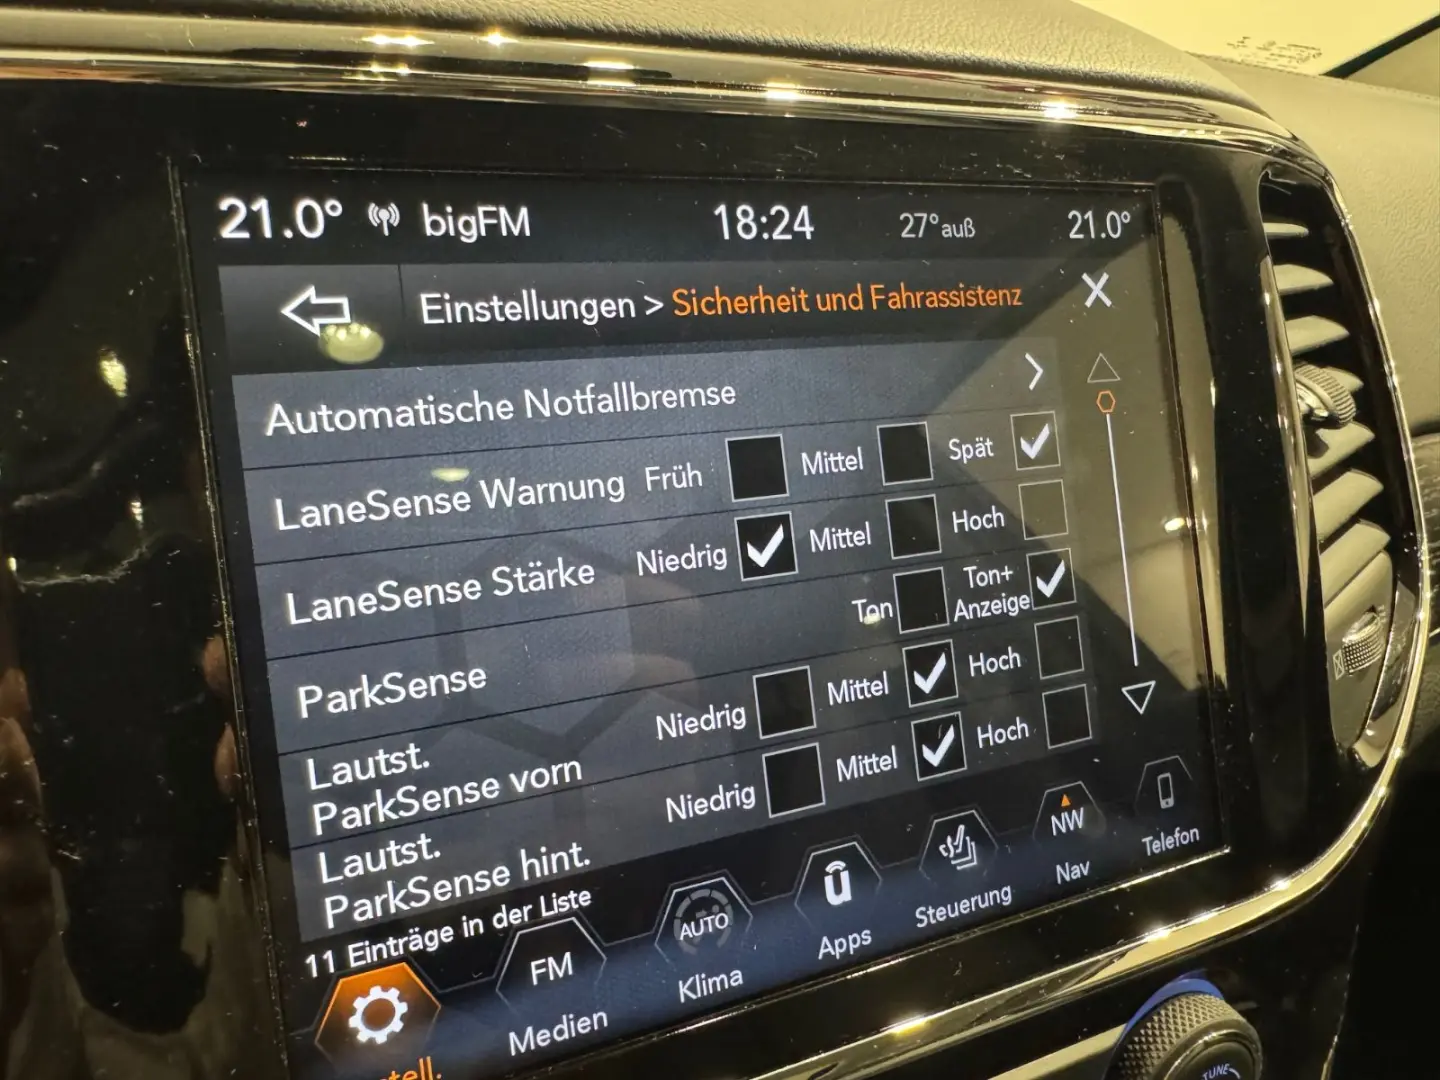 21.0° bigFM 18:24 27°auß 21.0°
Einstellungen > Sicherheit und Fahrassistenz X
Automatische Notfallbremse
LaneSense Warnung Früh Mittel Spät
LaneSense Stärke Niedrig Mittel Hoch
ParkSense Ton Ton+
Anzeige
Lautst.
ParkSense vorn Niedrig Mittel Hoch
Lautst.
ParkSense hint. Niedrig Mittel Hoch
11 Einträge in der Liste
FM
Medien
AUTO
Klima
Apps
Steuerung
NW
Nav
Telefon
tell.
TUNE